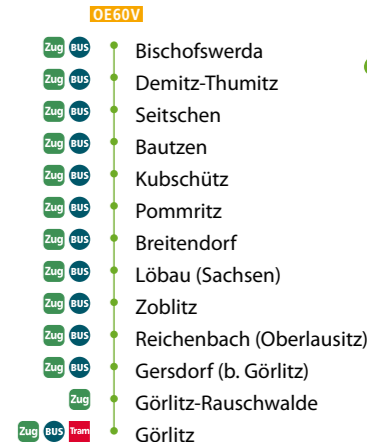 OE60V
Zug BUS Bischofswerda
Zug BUS Demitz-Thumitz
Zug BUS Seitschen
Zug BUS Bautzen
Zug BUS Kubschütz
Zug BUS Pommritz
Zug BUS Breitendorf
Zug BUS Löbau (Sachsen)
Zug BUS Zoblitz
Zug BUS Reichenbach (Oberlausitz)
Zug BUS Gersdorf (b. Görlitz)
Zug Görlitz-Rauschwalde
Zug BUS Tram Görlitz